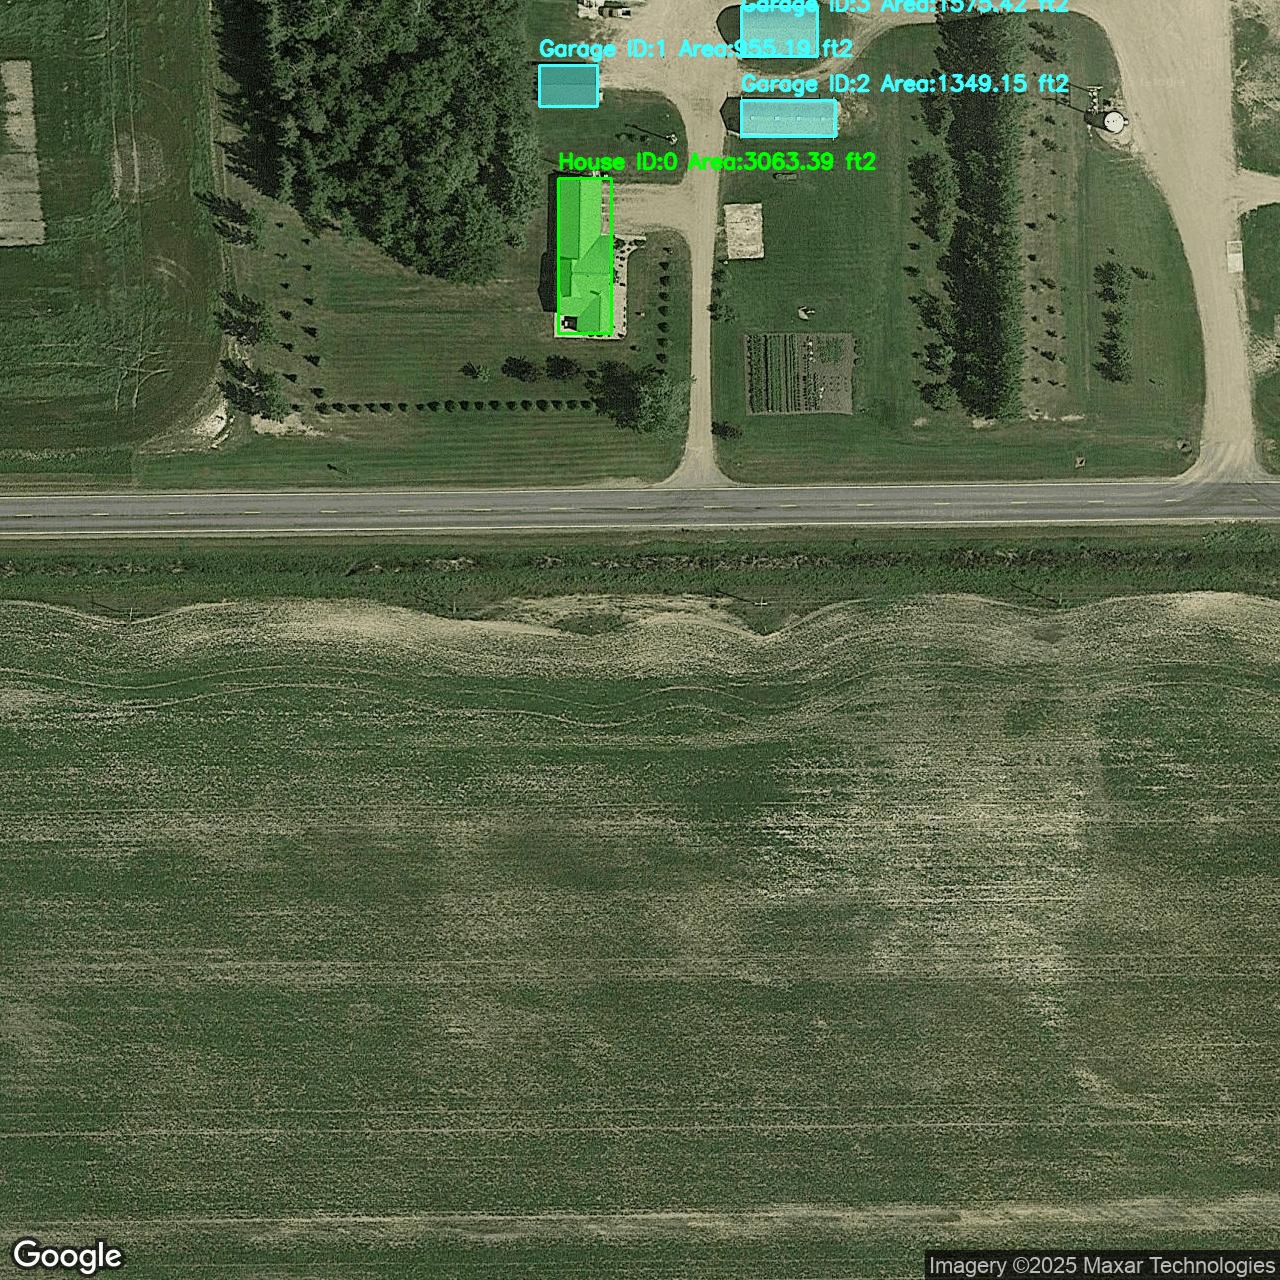 Garage ID:3 Area:1575.42 ft2
Garage ID:1 Area:955.19 ft2
Garage ID:2 Area:1349.15 ft2
House ID:0 Area:3063.39 ft2
Google
Imagery ©2025 Maxar Technologies